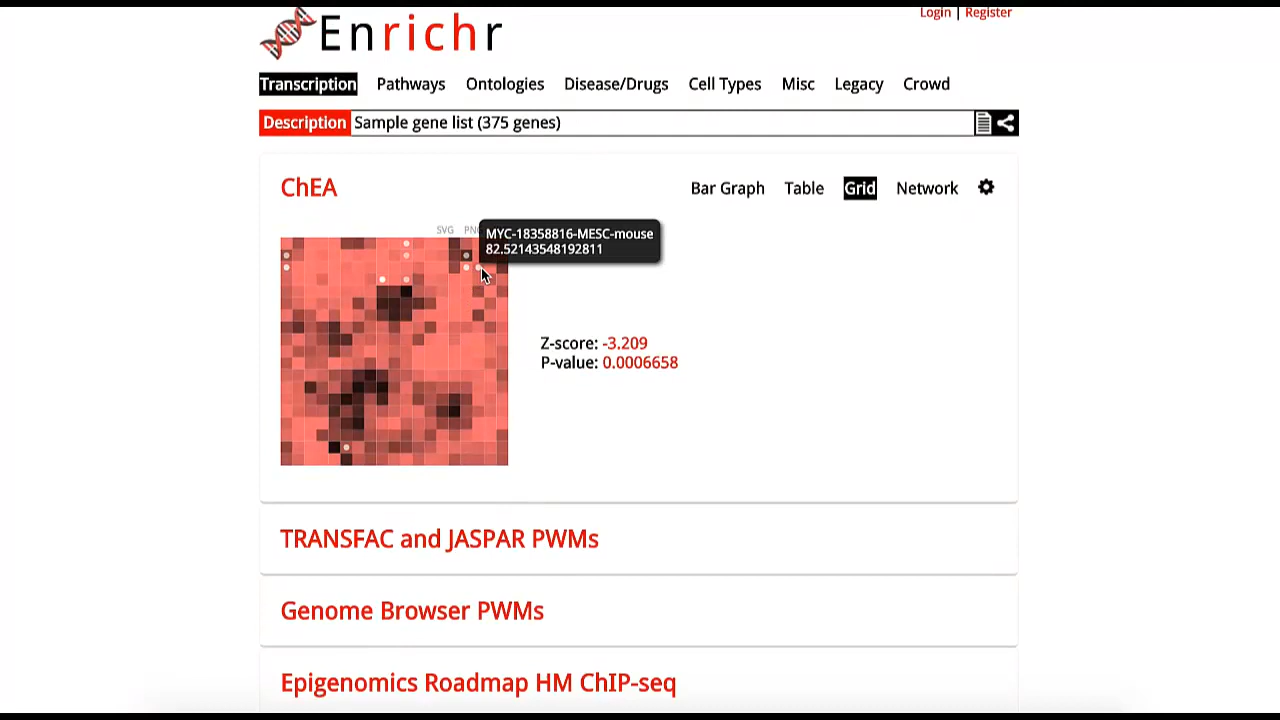 Login | Register
Enrichr
Transcription Pathways Ontologies Disease/Drugs Cell Types Misc Legacy Crowd
Description Sample gene list (375 genes)
ChEA Bar Graph Table Grid Network
SVG
MYC-18358816-MESC-mouse
82.52143548192811
Z-score: -3.209
P-value: 0.0006658
TRANSFAC and JASPAR PWMs
Genome Browser PWMs
Epigenomics Roadmap HM ChIP-seq